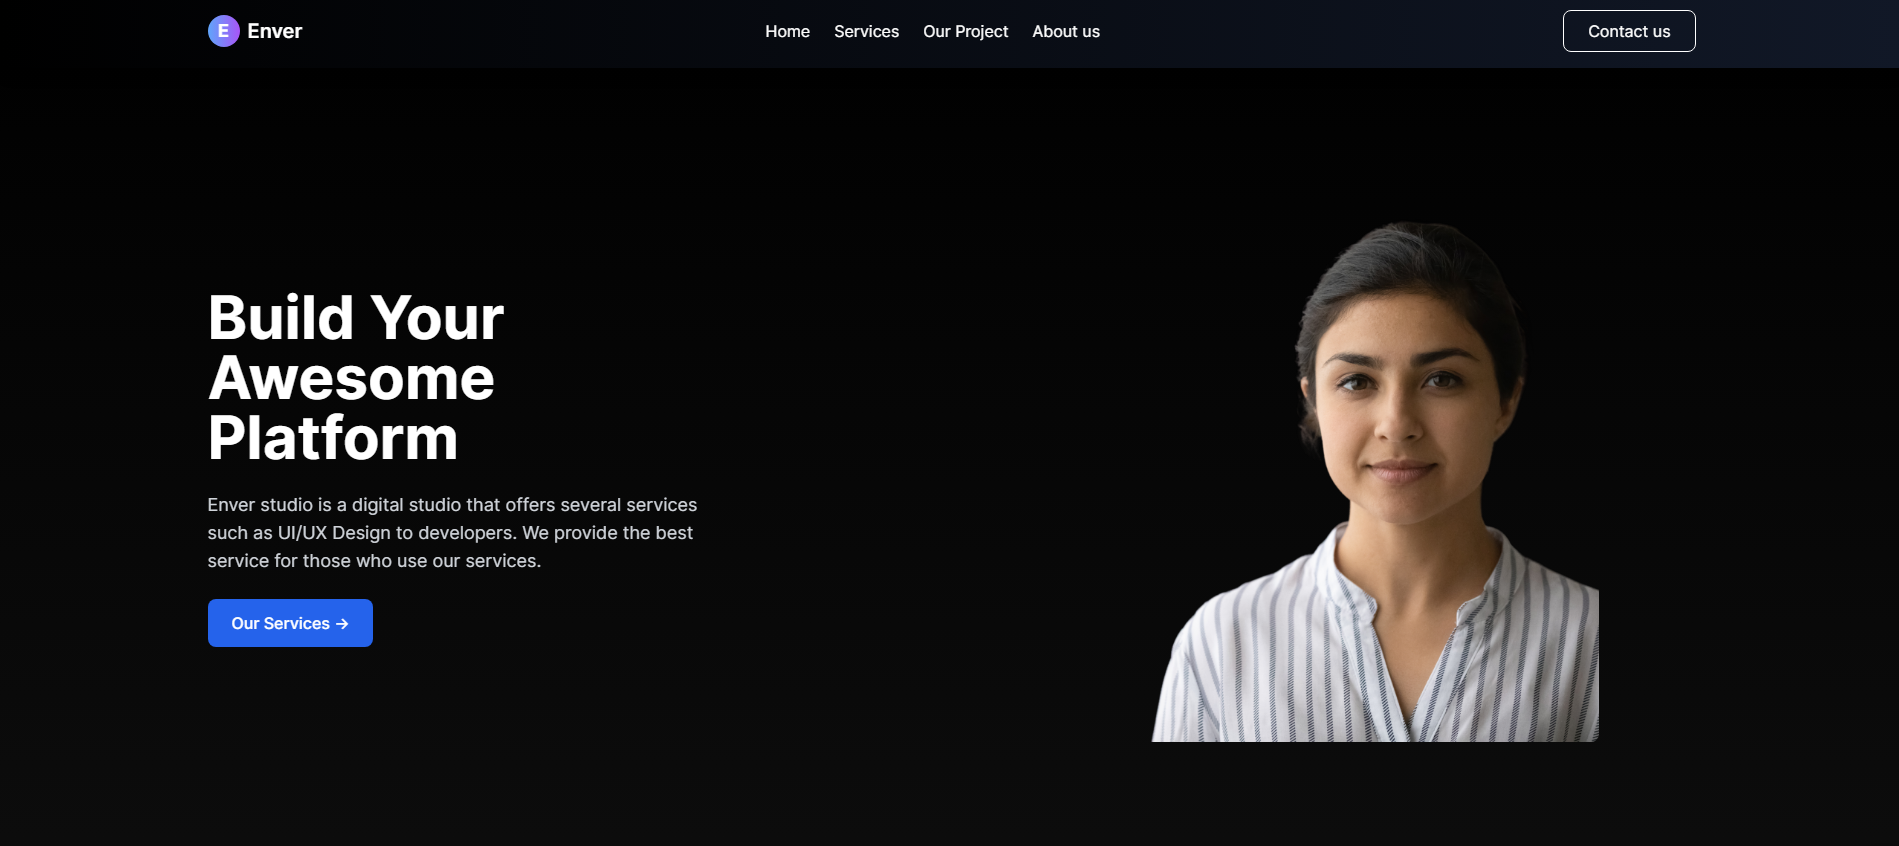 E Enver
Home Services Our Project About us
Contact us
Build Your
Awesome
Platform
Enver studio is a digital studio that offers several services
such as UI/UX Design to developers. We provide the best
service for those who use our services.
Our Services →